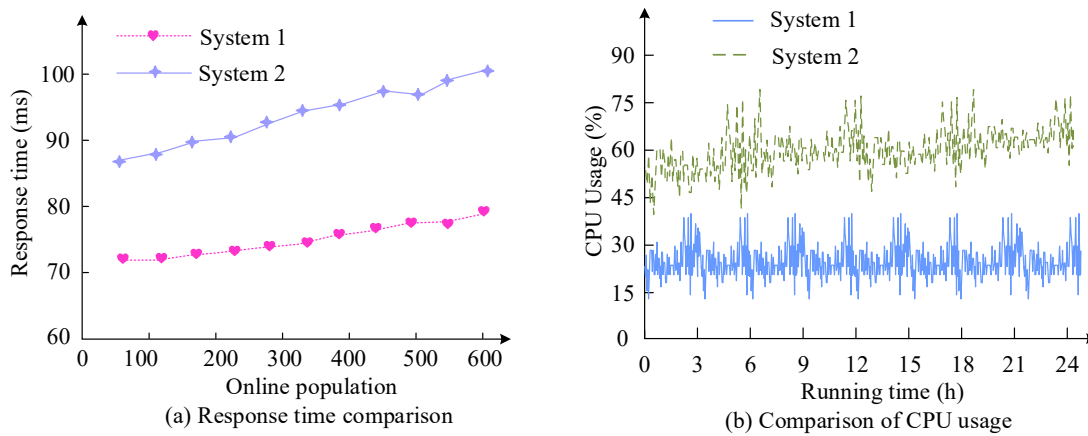 System 1
System 2
100
90
80
70
60
Response time (ms)
0 100 200 300 400 500 600
Online population
(a) Response time comparison
System 1
System 2
90
75
60
45
30
15
0
CPU Usage (%)
0 3 6 9 12 15 18 21 24
Running time (h)
(b) Comparison of CPU usage